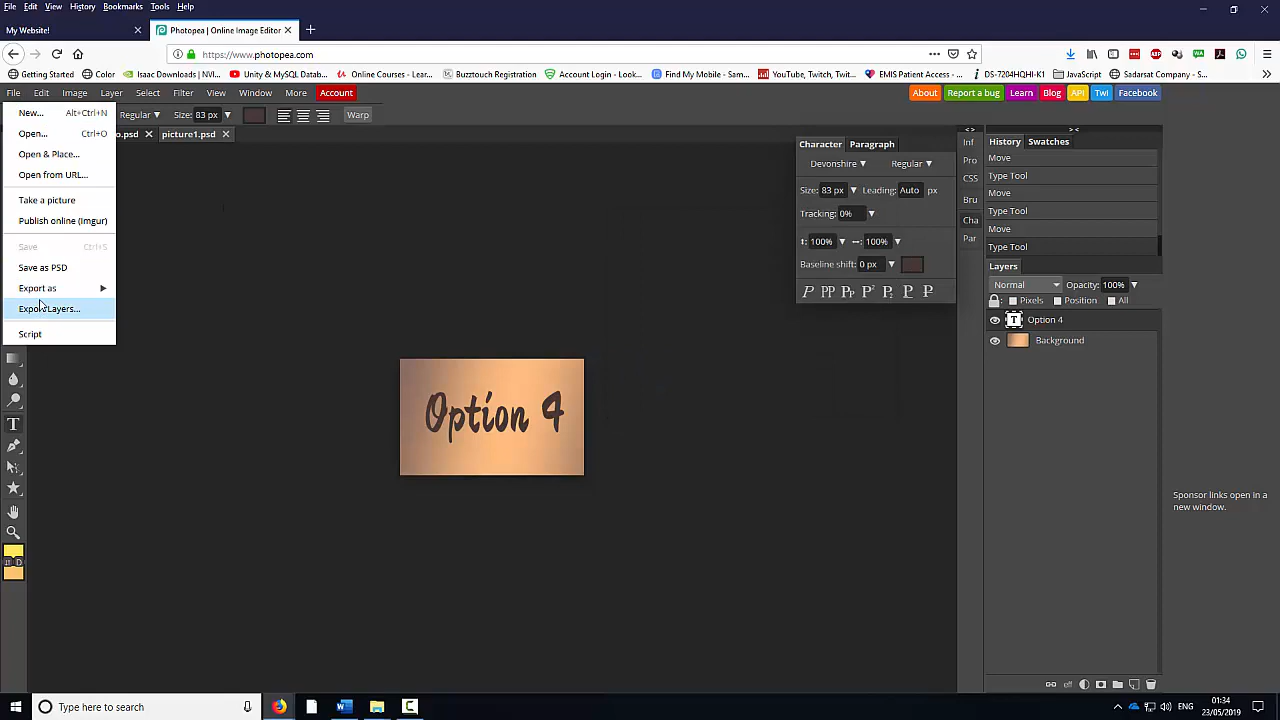 File Edit View History Bookmarks Tools Help
My Website!
Photopea | Online Image Editor
https://www.photopea.com
Getting Started
Color
Isaac Downloads | NVI...
Unity & MySQL Datab...
Online Courses - Lear...
Buzztouch Registration
Account Login - Look...
Find My Mobile - Sam...
YouTube, Twitch, Twitt...
EMIS Patient Access -...
DS-7204HQHI-K1
JavaScript
Sadarsat Company - ...
File Edit Image Layer Select Filter View Window More Account
About Report a bug Learn Blog API Twi Facebook
Regular Size: 83 px Warp
New... Alt+Ctrl+N
Open... Ctrl+O
Open & Place...
Open from URL...
Take a picture
Publish online (Imgur)
Save Ctrl+S
Save as PSD
Export as
Export Layers...
Script
o.psd
picture1.psd
Option 4
Character Paragraph
Devonshire Regular
Size: 83 px Leading: Auto px
Tracking: 0%
100% 100%
Baseline shift: 0 px
Inf
Pro
CSS
Bru
Cha
Par
History Swatches
Move
Type Tool
Move
Type Tool
Move
Type Tool
Layers
Normal Opacity: 100%
Pixels Position All
T Option 4
Background
Sponsor links open in a
new window.
D
Type here to search
ENG
01:34
23/05/2019